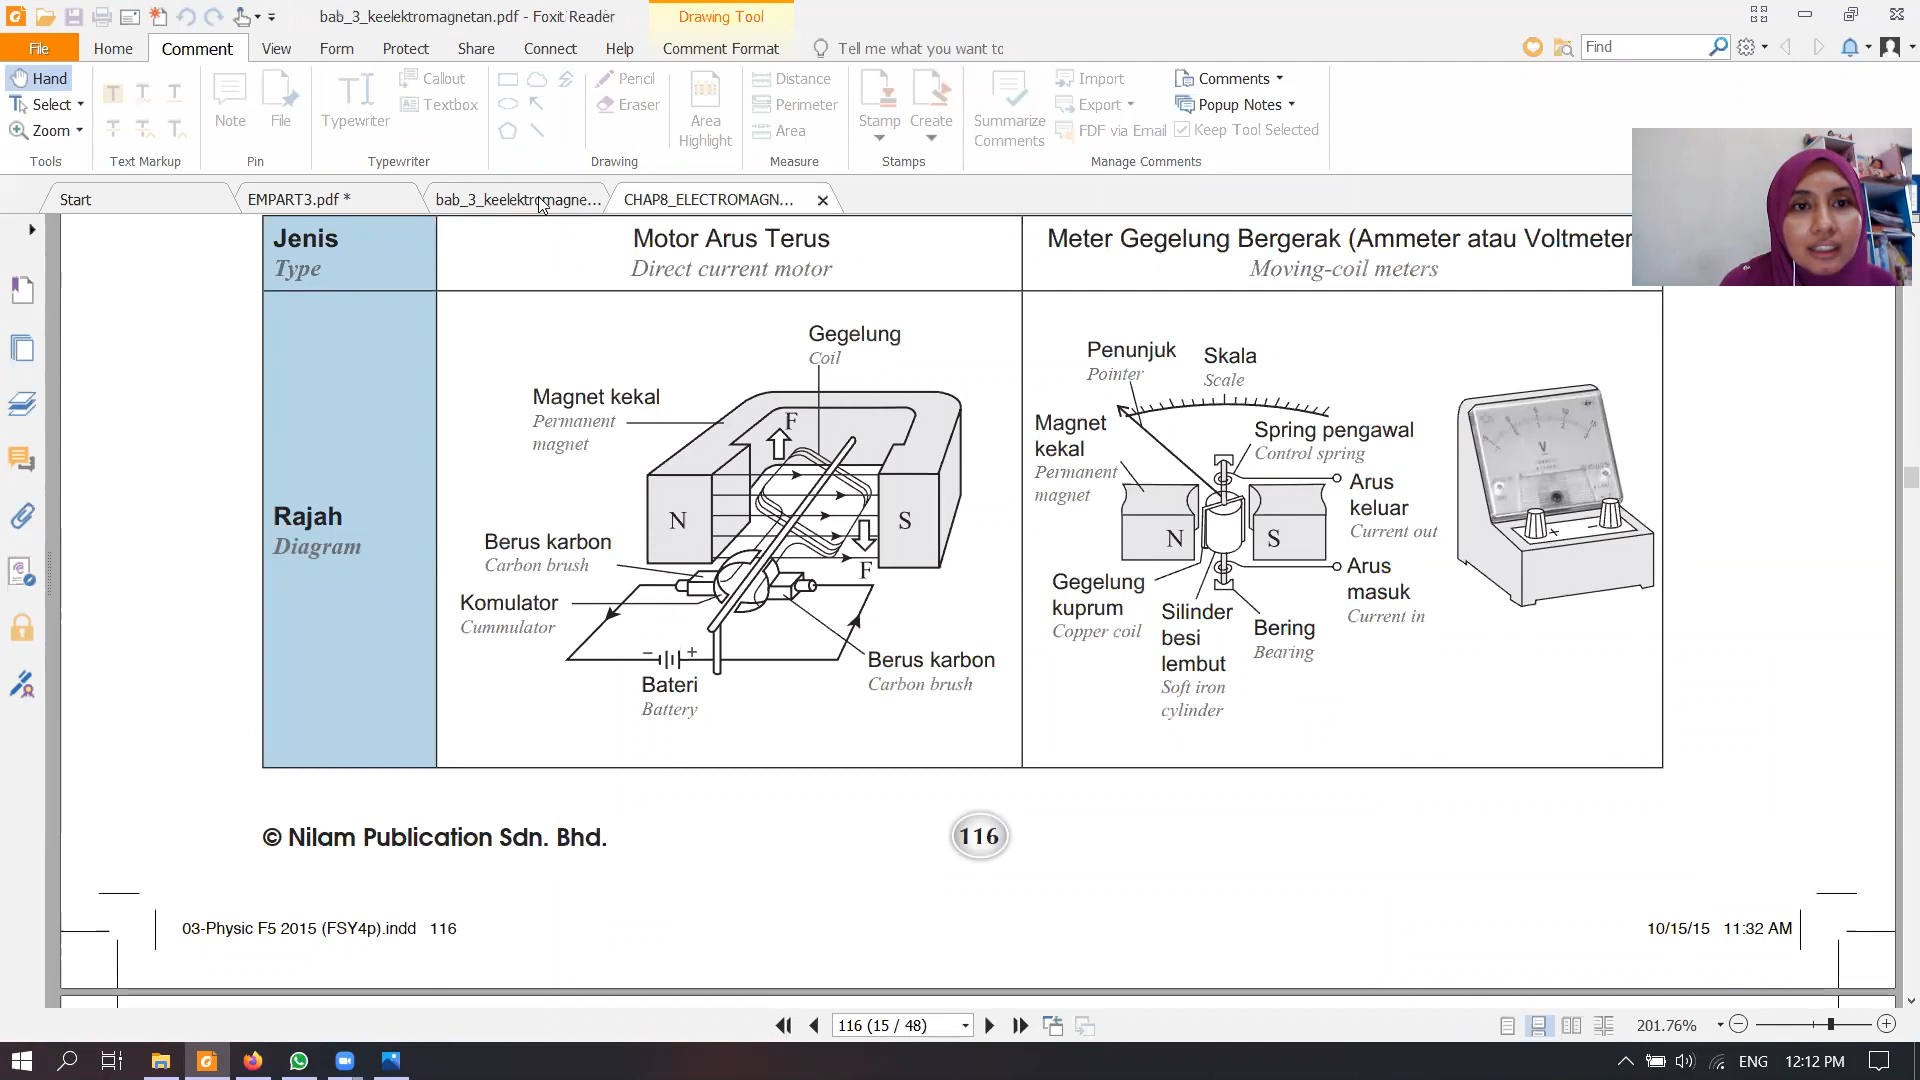 bab_3_keelektromagnetan.pdf - Foxit Reader
Drawing Tool
File
Home
Comment
View
Form
Protect
Share
Connect
Help
Comment Format
Tell me what you want to
Find
Hand
Select
Zoom
Tools
Text Markup
Note
File
Pin
Typewriter
Typewriter
Callout
Textbox
Pencil
Eraser
Area
Highlight
Drawing
Distance
Perimeter
Area
Measure
Stamp
Create
Stamps
Summarize
Comments
Import
Export
FDF via Email
Comments
Popup Notes
Keep Tool Selected
Manage Comments
Start
EMPART3.pdf *
bab_3_keelektromagne...
CHAP8_ELECTROMAGN...
Jenis
Type
Motor Arus Terus
Direct current motor
Meter Gegelung Bergerak (Ammeter atau Voltmeter
Moving-coil meters
Rajah
Diagram
Gegelung
Coil
Magnet kekal
Permanent
magnet
F
N
S
F
Berus karbon
Carbon brush
Komulator
Cummulator
Berus karbon
Carbon brush
− +
Bateri
Battery
Penunjuk
Pointer
Skala
Scale
Magnet
kekal
Permanent
magnet
Spring pengawal
Control spring
Arus
keluar
Current out
N
S
Arus
masuk
Current in
Gegelung
kuprum
Copper coil
Silinder
besi
lembut
Soft iron
cylinder
Bering
Bearing
V
© Nilam Publication Sdn. Bhd.
116
03-Physic F5 2015 (FSY4p).indd 116
10/15/15 11:32 AM
116 (15 / 48)
201.76%
ENG
12:12 PM